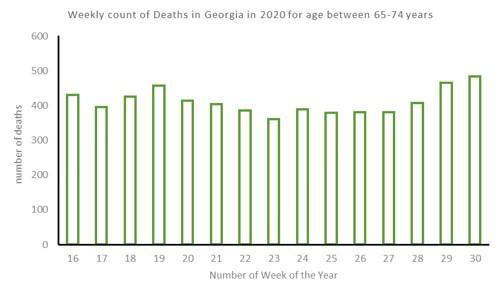 Weekly count of Deaths in Georgia in 2020 for age between 65-74 years
600
500
400
300
200
100
0
number of deaths
16 17 18 19 20 21 22 23 24 25 26 27 28 29 30
Number of Week of the Year